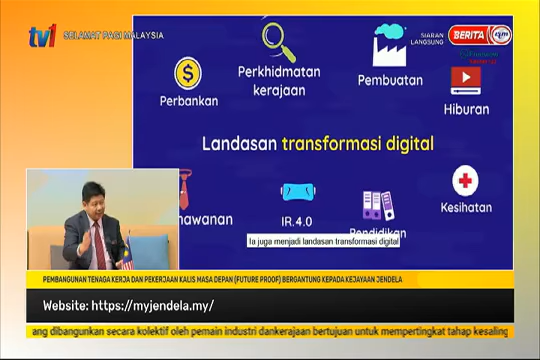 tv1 SELAMAT PAGI MALAYSIA
SIARAN LANGSUNG
BERITA RTM
Perbankan
Perkhidmatan kerajaan
Pembuatan
Hiburan
Landasan transformasi digital
IR.4.0
Pendidikan
Kesihatan
Ia juga menjadi landasan transformasi digital
PEMBANGUNAN TENAGA KERJA DAN PEKERJAAN KALIS MASA DEPAN (FUTURE PROOF) BERGANTUNG KEPADA KEJAYAAN JENDELA
Website: https://myjendela.my/
ang dibangunkan secara kolektif oleh pemain industri dankerajaan bertujuan untuk mempertingkat tahap kesaling